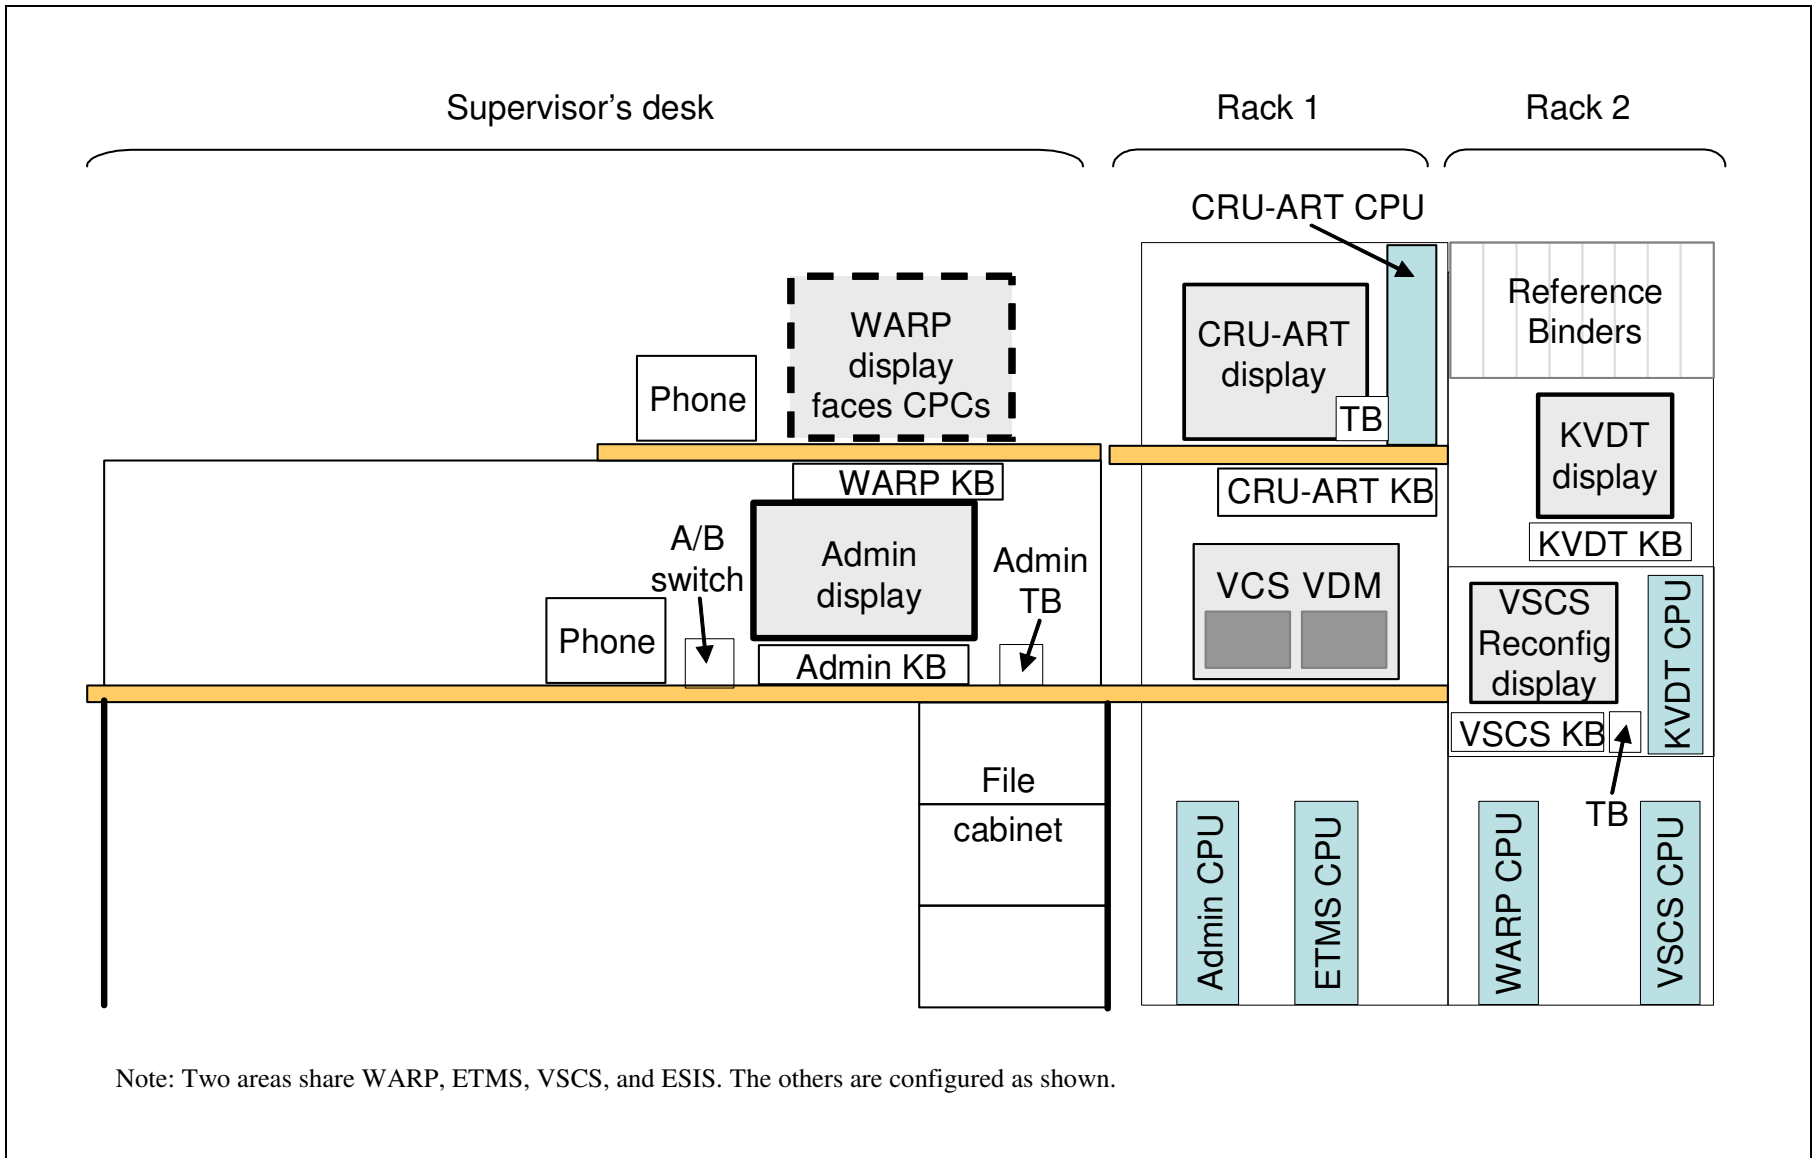 Supervisor’s desk
Rack 1
Rack 2
CRU-ART CPU
WARP
display
faces CPCs
Phone
CRU-ART
display
TB
Reference
Binders
KVDT
display
WARP KB
CRU-ART KB
KVDT KB
A/B
switch
Admin
display
Admin
TB
Phone
Admin KB
VCS VDM
VSCS
Reconfig
display
KVDT CPU
VSCS KB
TB
File
cabinet
Admin CPU
ETMS CPU
WARP CPU
VSCS CPU
Note: Two areas share WARP, ETMS, VSCS, and ESIS. The others are configured as shown.